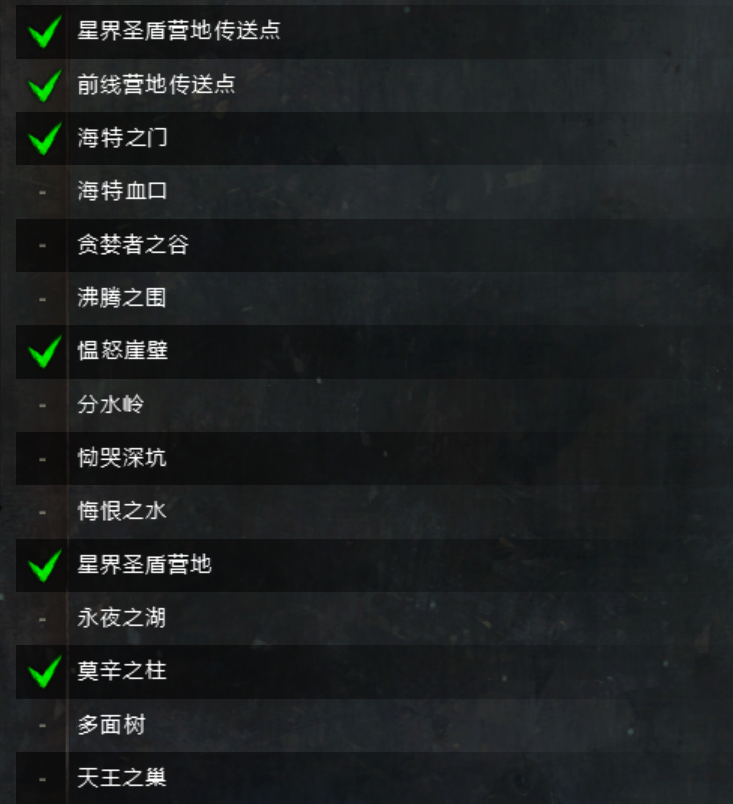 星界圣盾营地传送点
前线营地传送点
海特之门
- 海特血口
- 贪婪者之谷
- 沸腾之围
愠怒崖壁
- 分水岭
- 恸哭深坑
- 悔恨之水
星界圣盾营地
- 永夜之湖
莫辛之柱
- 多面树
- 天王之巢